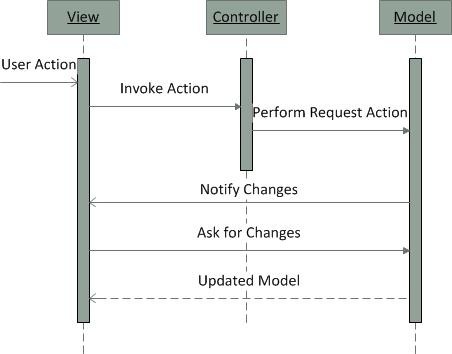 View
Controller
Model
User Action
Invoke Action
Perform Request Action
Notify Changes
Ask for Changes
Updated Model